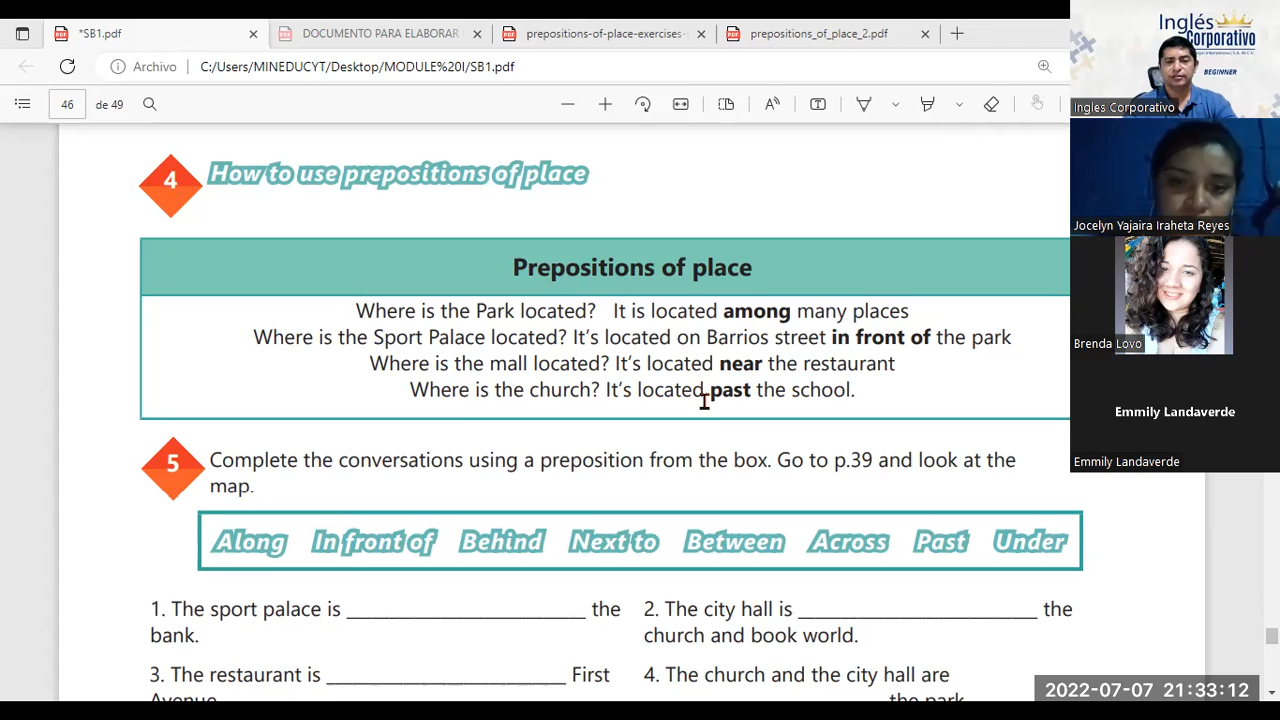 *SB1.pdf
DOCUMENTO PARA ELABORAR
prepositions-of-place-exercises-
prepositions_of_place_2.pdf
Archivo
C:/Users/MINEDUCYT/Desktop/MODULE%20I/SB1.pdf
46
de 49
4
How to use prepositions of place
Prepositions of place
Where is the Park located? It is located among many places
Where is the Sport Palace located? It's located on Barrios street in front of the park
Where is the mall located? It's located near the restaurant
Where is the church? It's located past the school.
5
Complete the conversations using a preposition from the box. Go to p.39 and look at the
map.
Along In front of Behind Next to Between Across Past Under
1. The sport palace is ______________________ the
bank.
2. The city hall is ______________________ the
church and book world.
3. The restaurant is ______________________ First
Avenue
4. The church and the city hall are
______________________ the park
Inglés
Corporativo
BEGINNER
Ingles Corporativo
Jocelyn Yajaira Iraheta Reyes
Brenda Lovo
Emmily Landaverde
Emmily Landaverde
2022-07-07 21:33:12